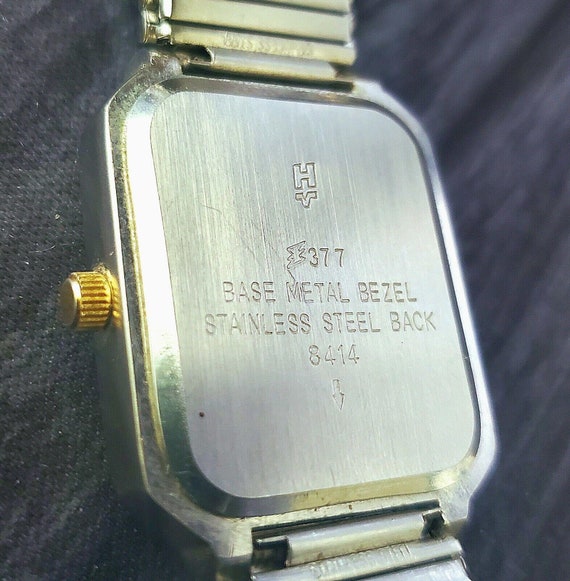 H
377
BASE METAL BEZEL
STAINLESS STEEL BACK
8414